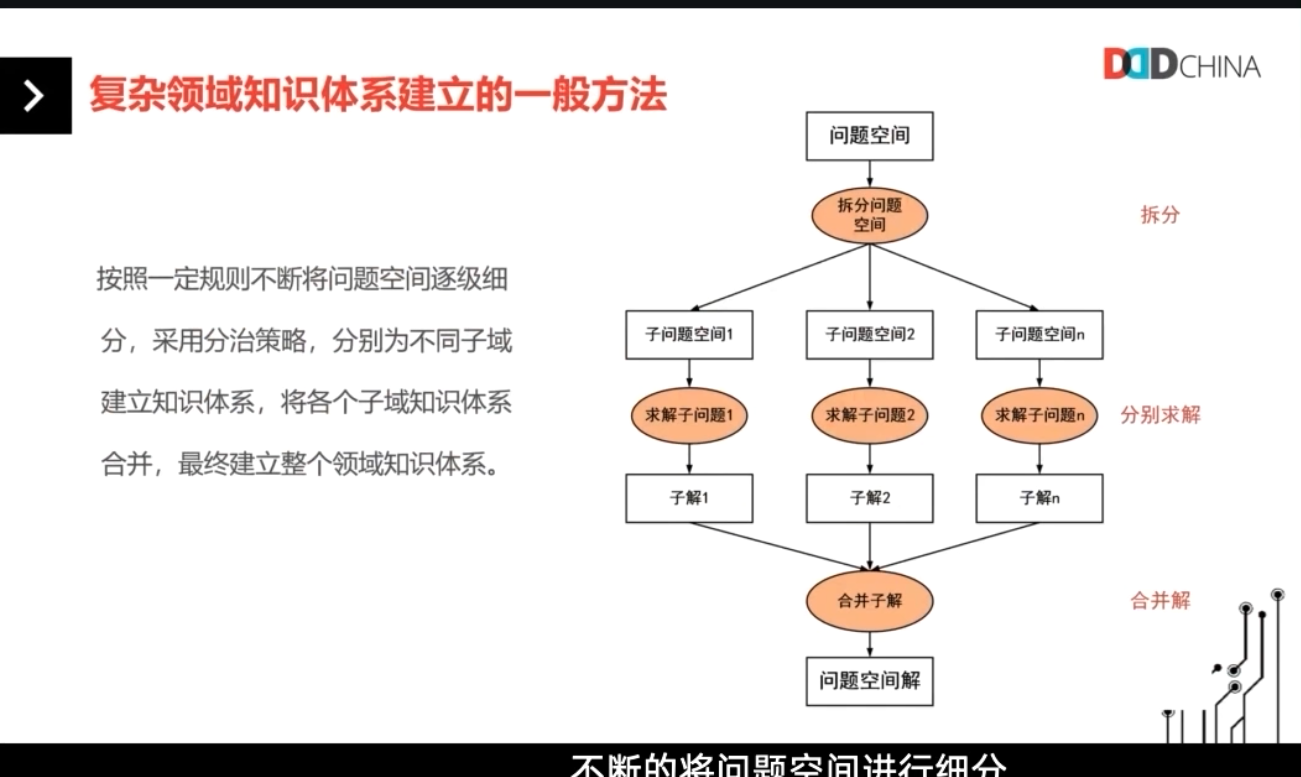 DDDCHINA
复杂领域知识体系建立的一般方法
按照一定规则不断将问题空间逐级细
分，采用分治策略，分别为不同子域
建立知识体系，将各个子域知识体系
合并，最终建立整个领域知识体系。
问题空间
拆分问题
空间
拆分
子问题空间1
子问题空间2
子问题空间n
求解子问题1
求解子问题2
求解子问题n
分别求解
子解1
子解2
子解n
合并子解
合并解
问题空间解
不断的将问题空间进行细分